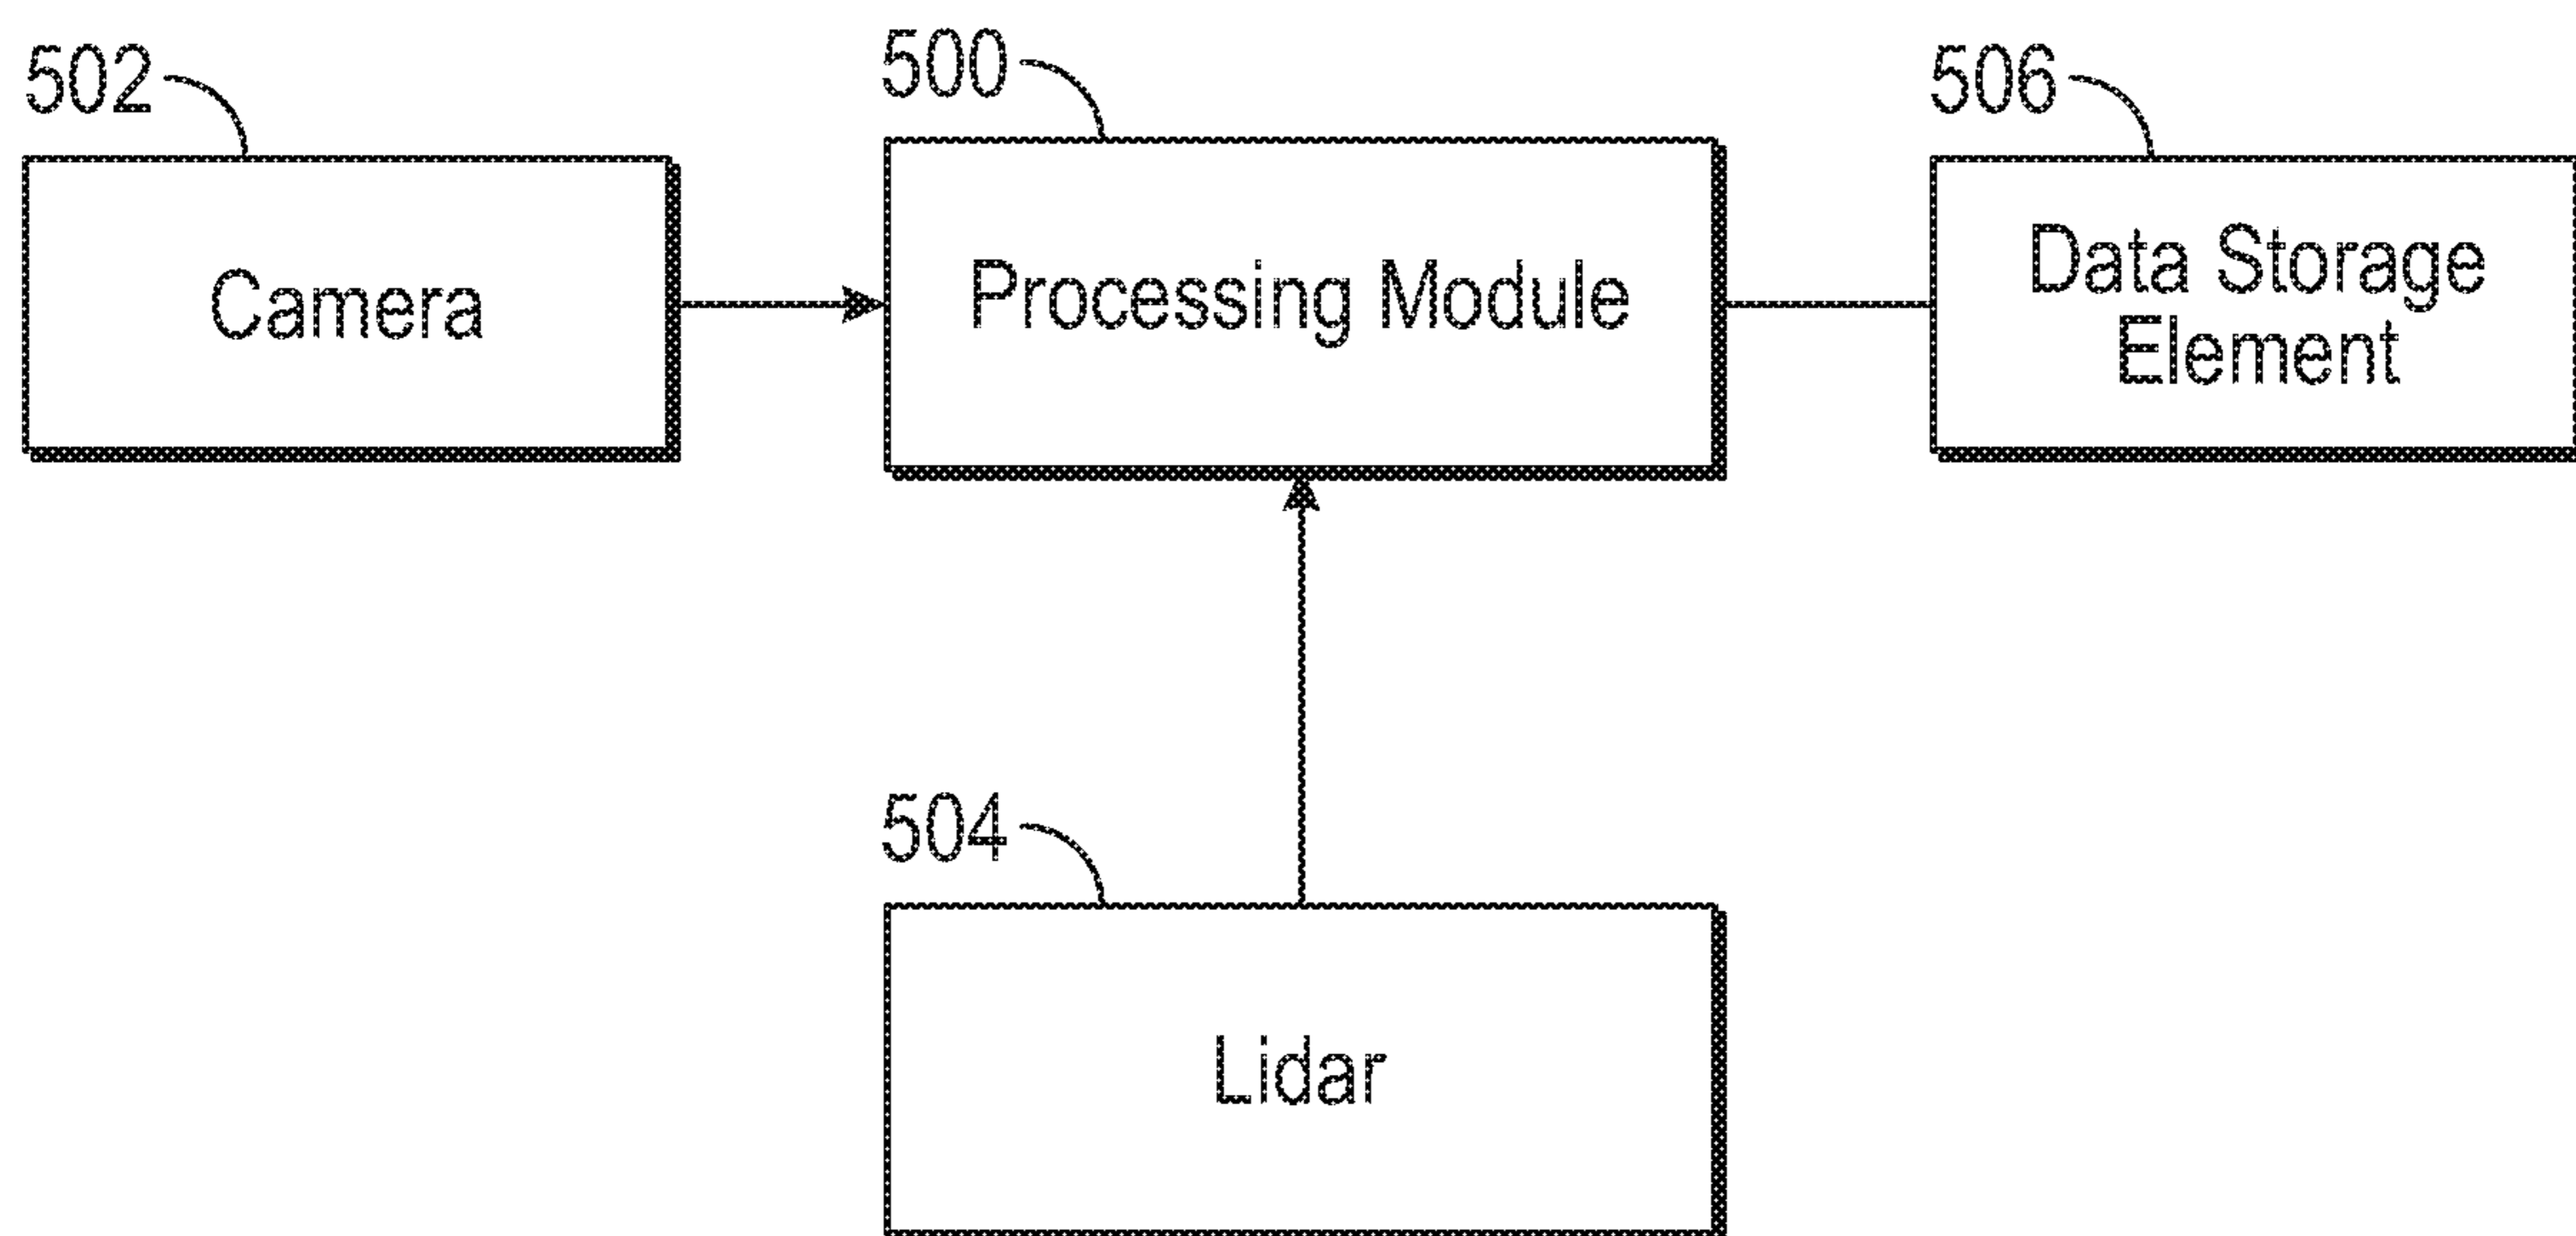 502
500
506
Camera
Processing Module
Data Storage
Element
504
Lidar